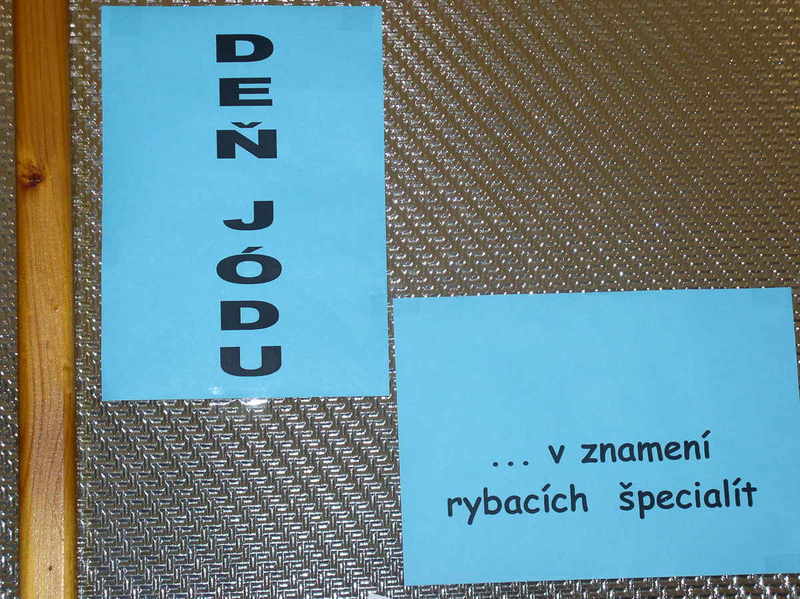 DEŇ JÓDU
... v znamení
rybacích špecialít